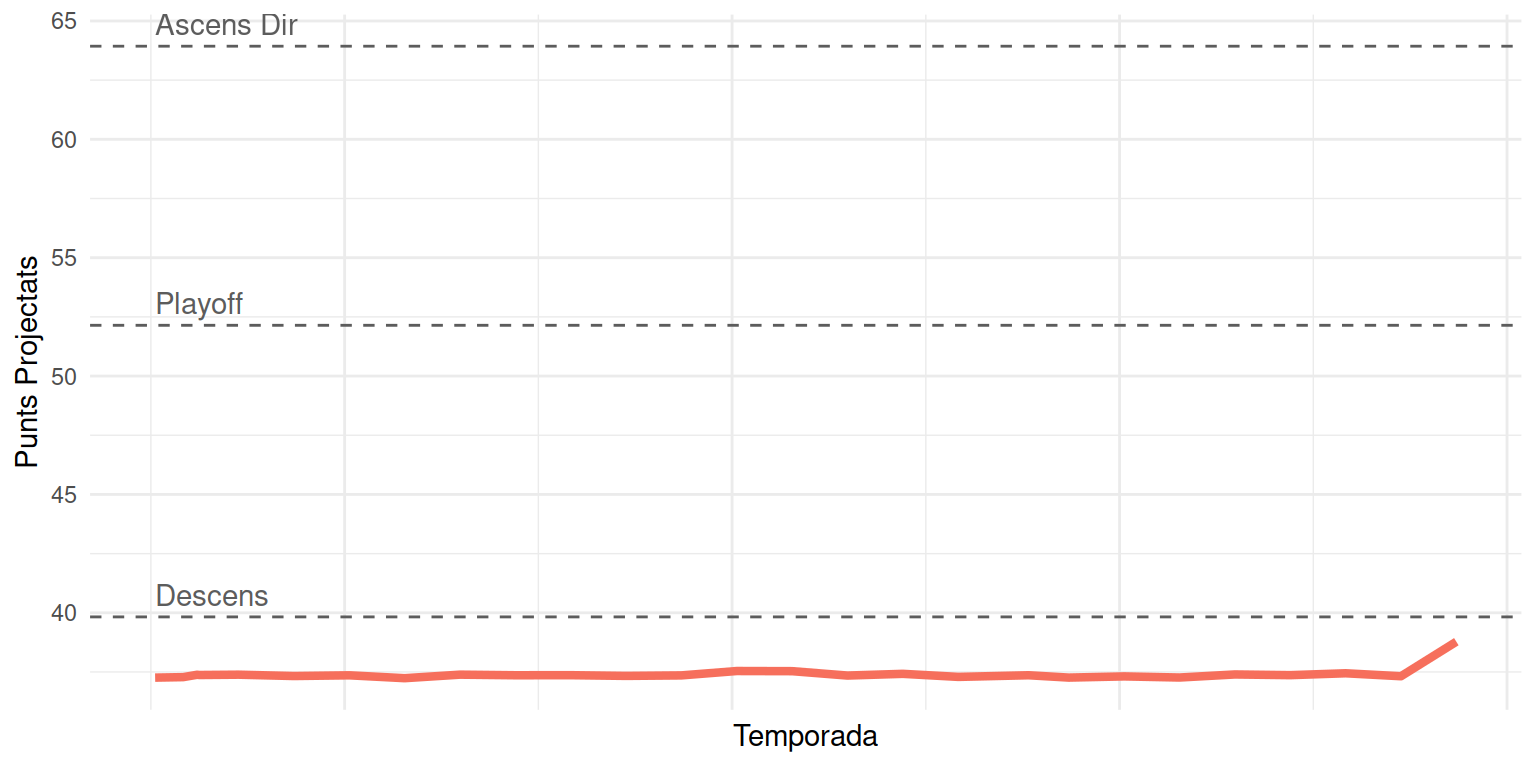 65
Ascens Dir
60
55
Playoff
50
45
Descens
40
Punts Projectats
Temporada